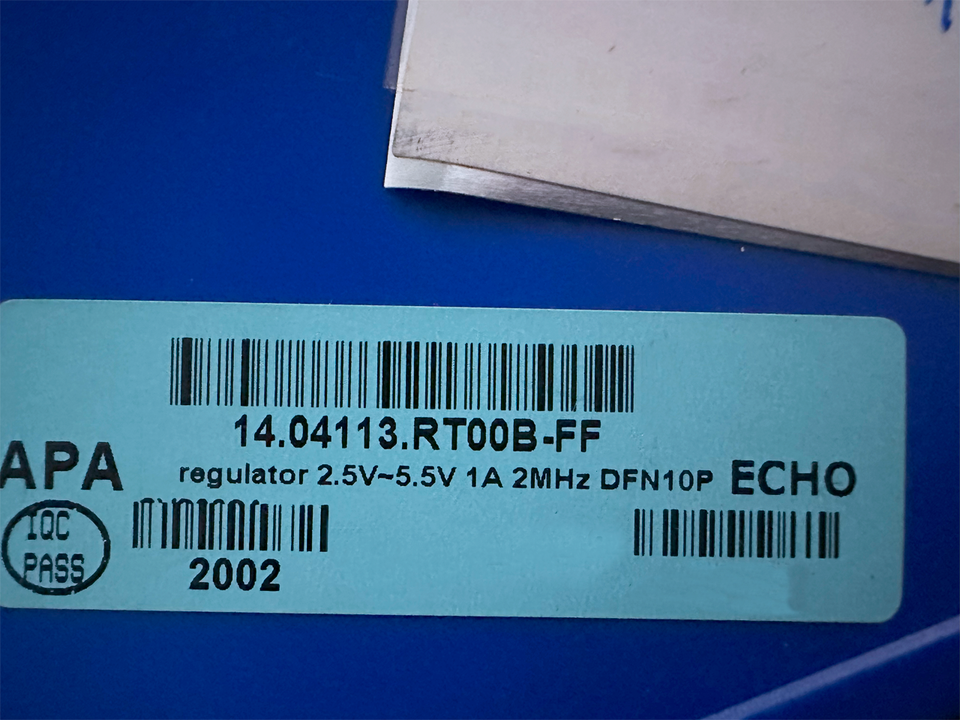 14.04113.RT00B-FF
APA regulator 2.5V~5.5V 1A 2MHz DFN10P ECHO
IQC
PASS
2002